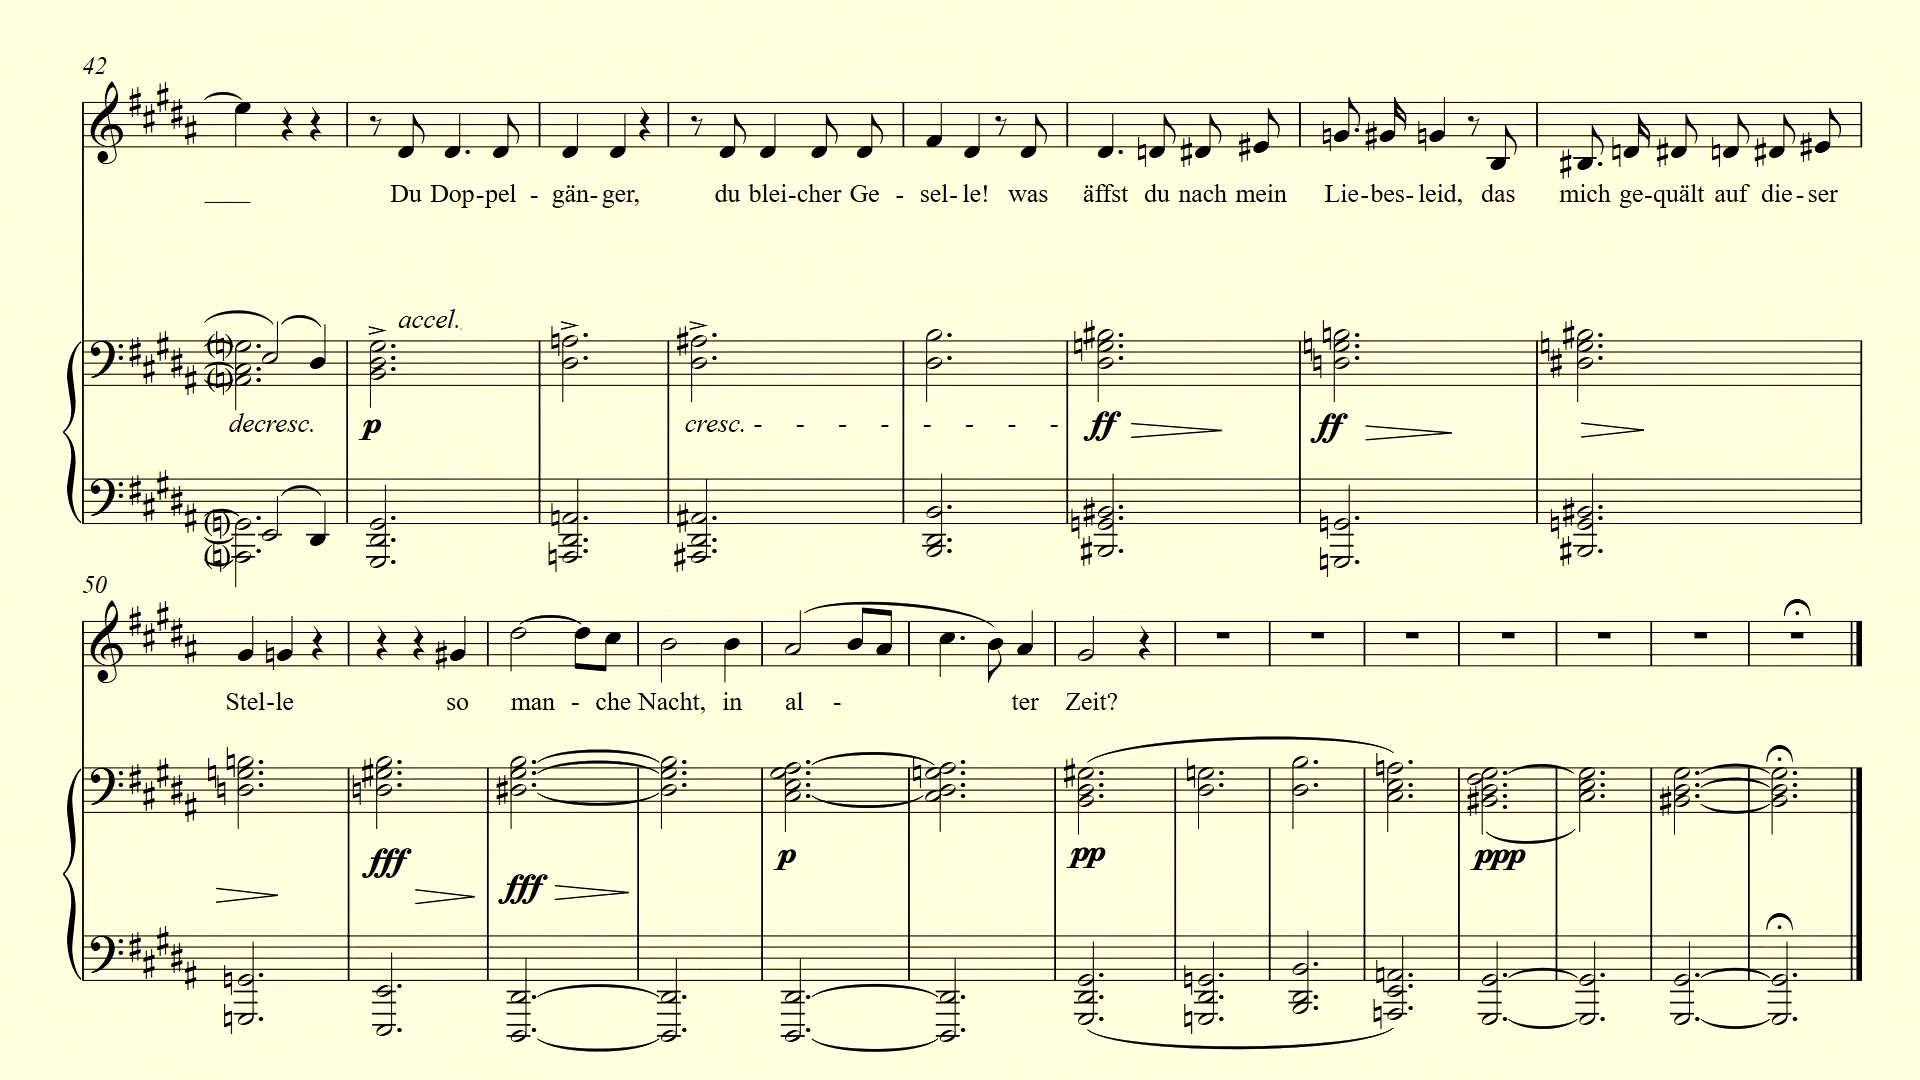 42
Du Dop-pel - gän-ger, du blei-cher Ge - sel-le! was äffst du nach mein Lie-bes-leid, das mich ge-quält auf die-ser
accel.
decresc. p cresc. - - - - - - - - ff ff
50
Stel-le so man - che Nacht, in al - ter Zeit?
fff fff p pp ppp